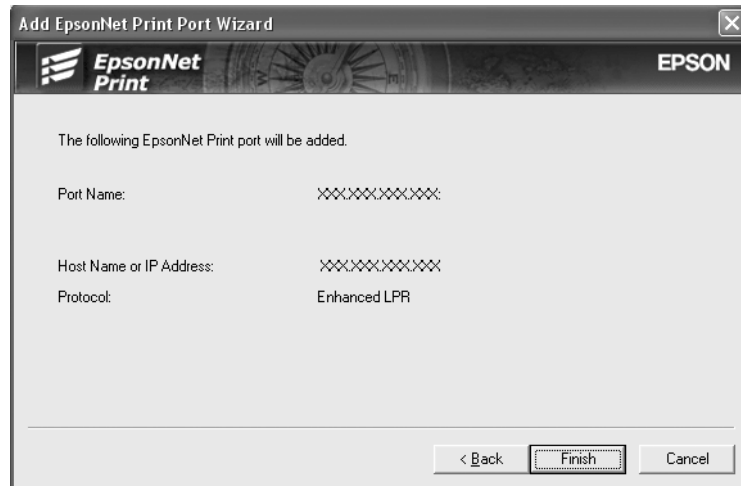 Add EpsonNet Print Port Wizard
EpsonNet
Print
EPSON
The following EpsonNet Print port will be added.
Port Name: XXX.XXX.XXX.XXX:
Host Name or IP Address: XXX.XXX.XXX.XXX
Protocol: Enhanced LPR
< Back Finish Cancel